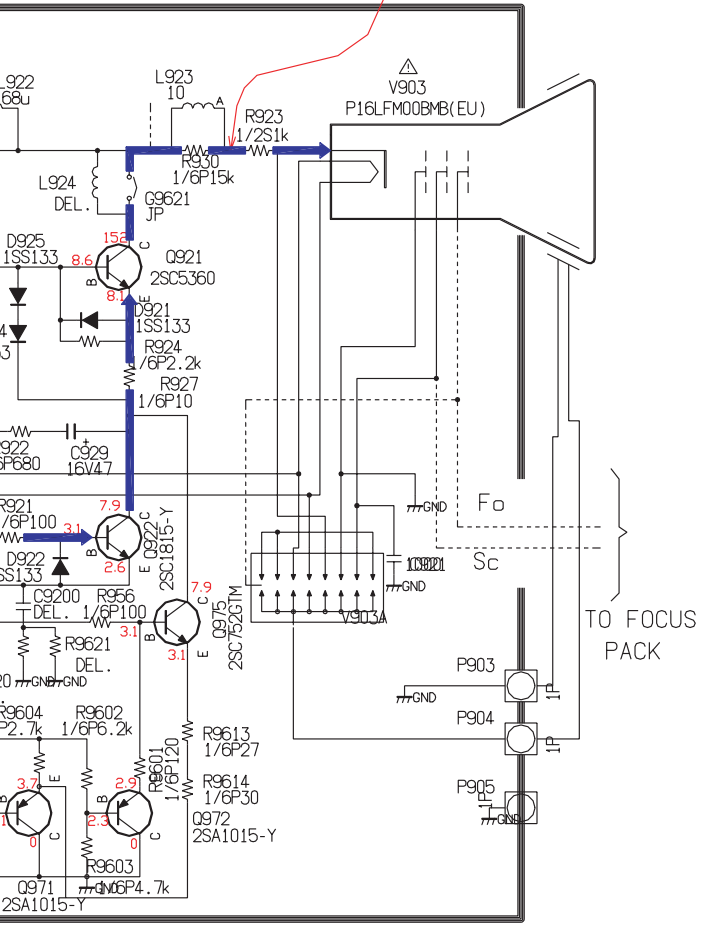 L922
68u
L923
10
A
R923
1/2S1k
V903
P16LFM00BMB(EU)
R930
1/6P15k
L924
DEL.
G9621
JP
D925
1SS133
152
C
8.6
B
Q921
2SC5360
8.1
E
D921
1SS133
R924
1/6P2.2k
R927
1/6P10
R922
6P680
C929
16V47
+
R921
1/6P100
3.1
B
7.9
C
Q922
2SC1815-Y
2.6
E
D922
SS133
GND
Fo
Sc
GND
C9200
DEL.
R956
1/6P100
3.1
B
7.9
C
Q975
2SC752GTM
3.1
E
V903A
TO FOCUS
PACK
R9621
DEL.
20
GND
GND
P903
1P
GND
P904
1P
P905
1P
GND
R9604
P2.7k
R9602
1/6P6.2k
R9601
1/6P120
R9613
1/6P27
R9614
1/6P30
3.7
E
B
1
0
C
2.9
E
B
2.3
0
C
Q972
2SA1015-Y
R9603
1/6P4.7k
GND
Q971
2SA1015-Y